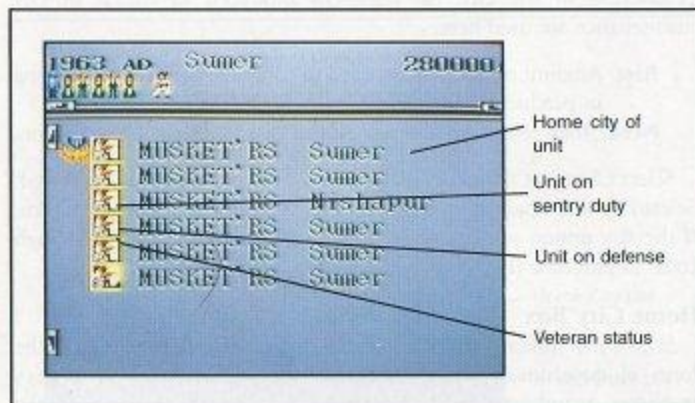 1963 AD Sumer 280000
MUSKET'RS Sumer
MUSKET'RS Sumer
MUSKET'RS Nishapur
MUSKET'RS Sumer
MUSKET'RS Sumer
MUSKET'RS Sumer
Home city of
unit
Unit on
sentry duty
Unit on defense
Veteran status